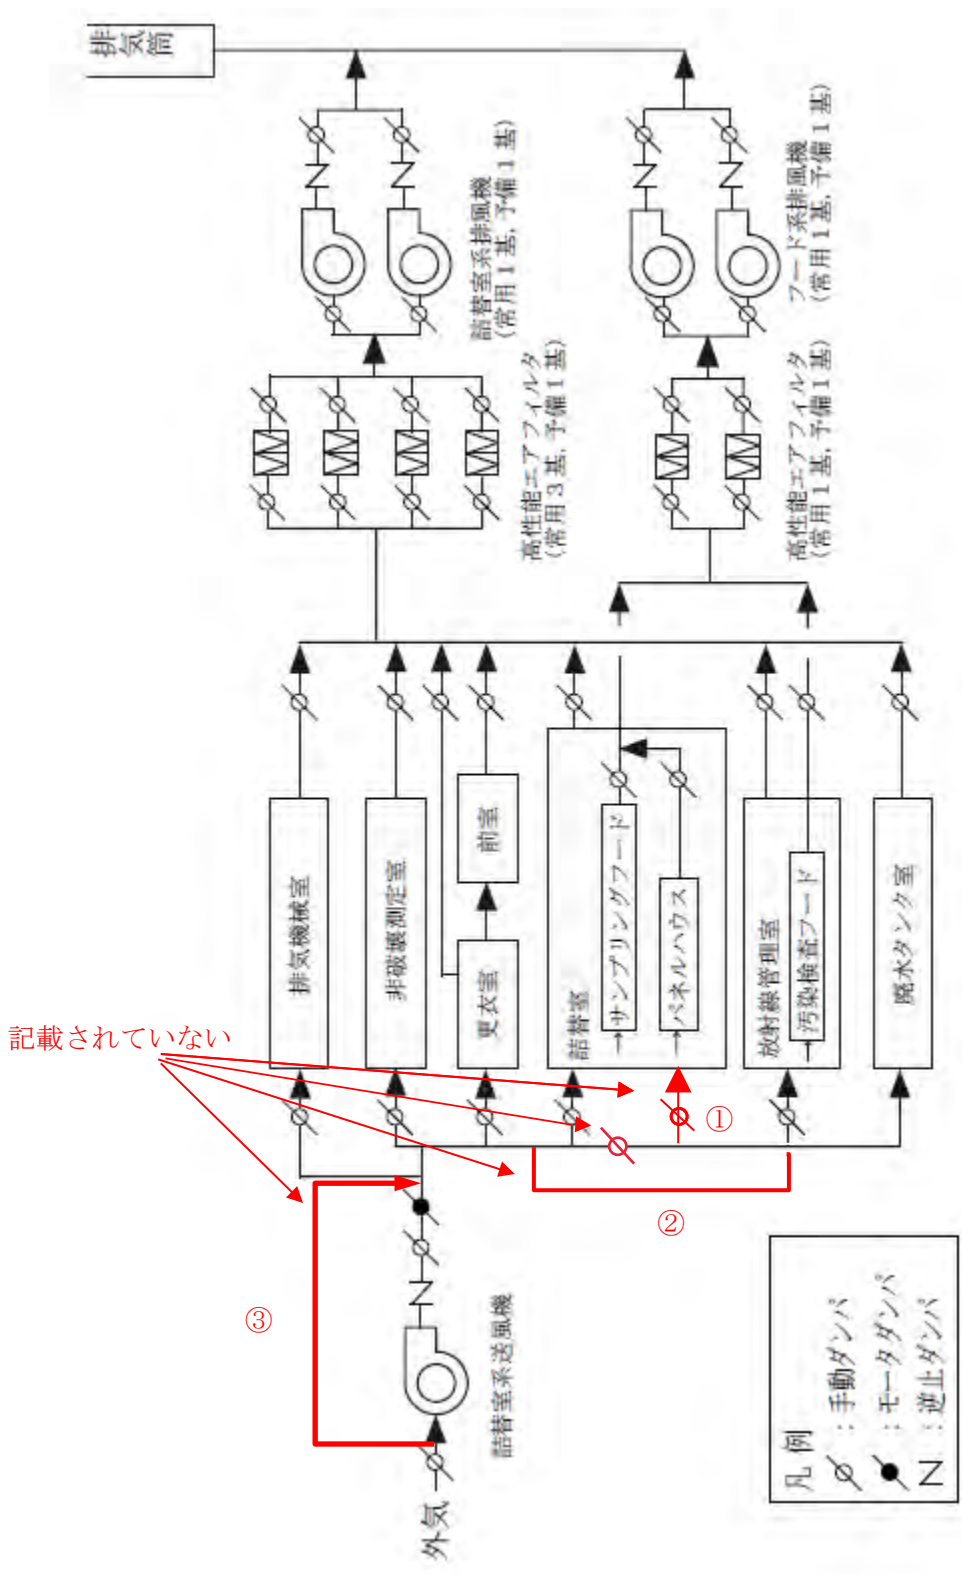 排気筒
詰替室系排風機
(常用1基, 予備1基)
フード系排風機
(常用1基, 予備1基)
高性能エアフィルタ
(常用3基, 予備1基)
高性能エアフィルタ
(常用1基, 予備1基)
排気機械室
非破壊測定室
前室
更衣室
詰替室
サンプリングフード
パネルハウス
放射線管理室
汚染検査フード
廃水タンク室
記載されていない
①
②
③
詰替室系送風機
外気
凡例
：手動ダンパ
：モータダンパ
：逆止ダンパ